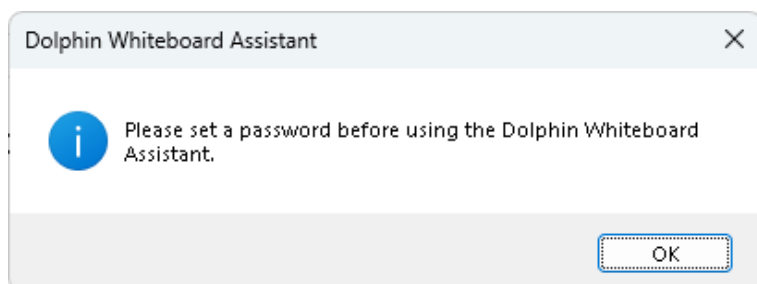 Dolphin Whiteboard Assistant
Please set a password before using the Dolphin Whiteboard
Assistant.
OK